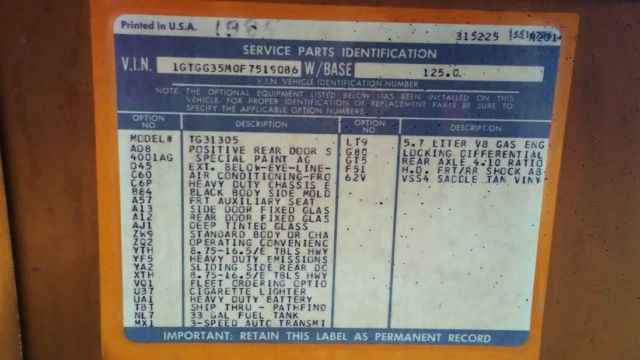 Printed in U.S.A.
1985
315225
SERVICE PARTS IDENTIFICATION
V.I.N. 1GTGG35M0F7519086 W/BASE 125.0
V.I.N. VEHICLE IDENTIFICATION NUMBER
NOTE: THE OPTIONAL EQUIPMENT LISTED BELOW HAS BEEN INSTALLED ON THIS
VEHICLE. FOR PROPER IDENTIFICATION OF REPLACEMENT PARTS BE SURE TO
SPECIFY THE APPLICABLE OPTION NUMBERS.
OPTION NO. DESCRIPTION OPTION NO. DESCRIPTION
MODEL# TG31305
AD8 POSITIVE REAR DOOR S
4001AG SPECIAL PAINT AG
D45 EXT. BELOW-EYE-LINE-
C60 AIR CONDITIONING-FRO
C6P HEAVY DUTY CHASSIS E
B84 BLACK BODY SIDE MOLD
A57 FRT AUXILIARY SEAT
A13 SIDE DOOR FIXED GLAS
A12 REAR DOOR FIXED GLAS
AJ1 DEEP TINTED GLASS
ZW9 STANDARD BODY OR CHA
ZQ2 OPERATING CONVENIENC
YTH 8.75-16.5/E TBLS HWY
YF5 HEAVY DUTY EMISSIONS
YA2 SLIDING SIDE REAR DO
XTH 8.75-16.5/E TBLS HWY
VQ1 FLEET ORDERING OPTIO
U37 CIGARETTE LIGHTER
UA1 HEAVY DUTY BATTERY
TBT SHIP THRU - PATHFIND
NL7 33 GAL FUEL TANK
MX1 3-SPEED AUTO TRANSMI
LT9 5.7 LITER V8 GAS ENG
G80 LOCKING DIFFERENTIAL
GT5 REAR AXLE 4.10 RATIO
F51 H.D. FRT/RR SHOCK AB
62V VSS4 SADDLE TAN VINY
IMPORTANT: RETAIN THIS LABEL AS PERMANENT RECORD